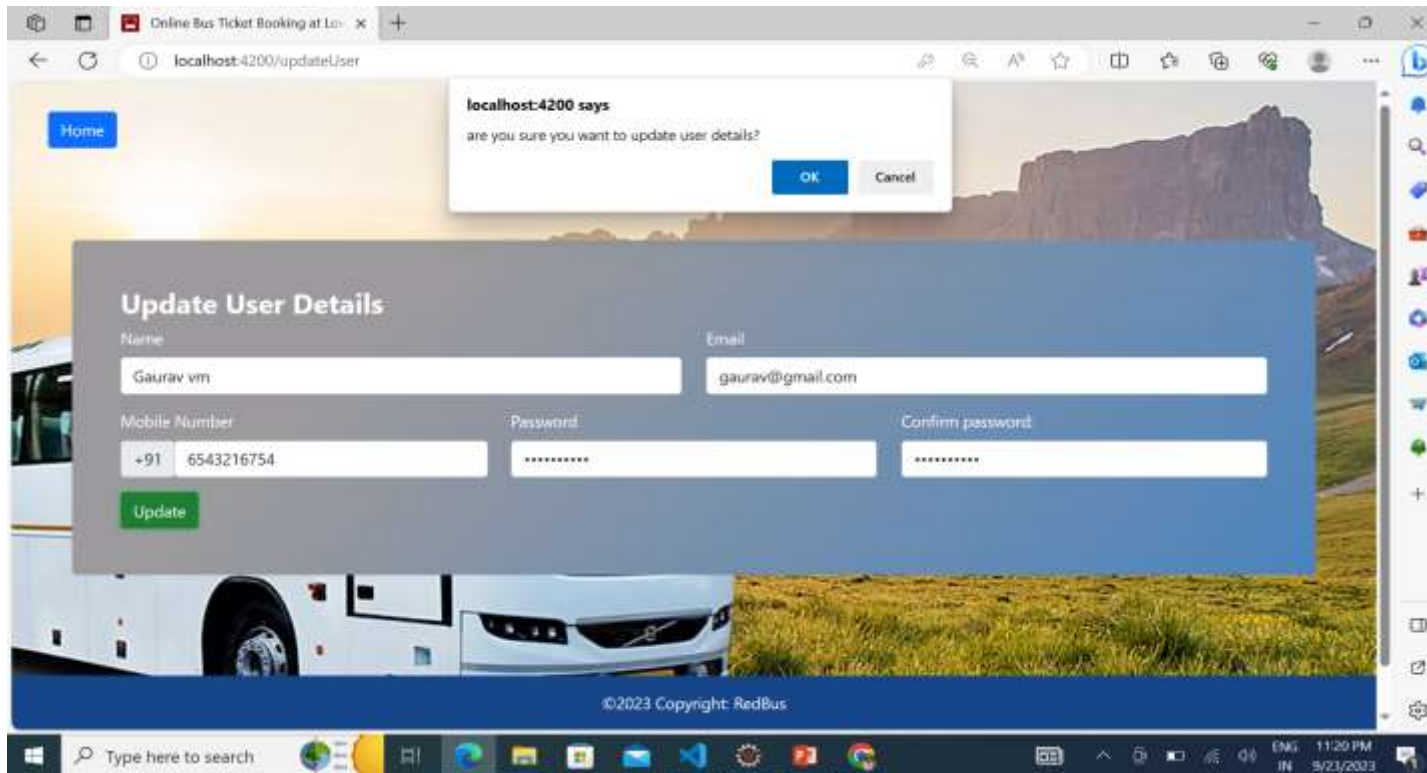 Online Bus Ticket Booking at Lo
localhost:4200/updateUser
localhost:4200 says
are you sure you want to update user details?
OK Cancel
Home
Update User Details
Name Email
Gaurav vm gaurav@gmail.com
Mobile Number Password Confirm password:
+91 6543216754 •••••••••• ••••••••••
Update
©2023 Copyright: RedBus
Type here to search
ENG 11:20 PM
IN 9/23/2023